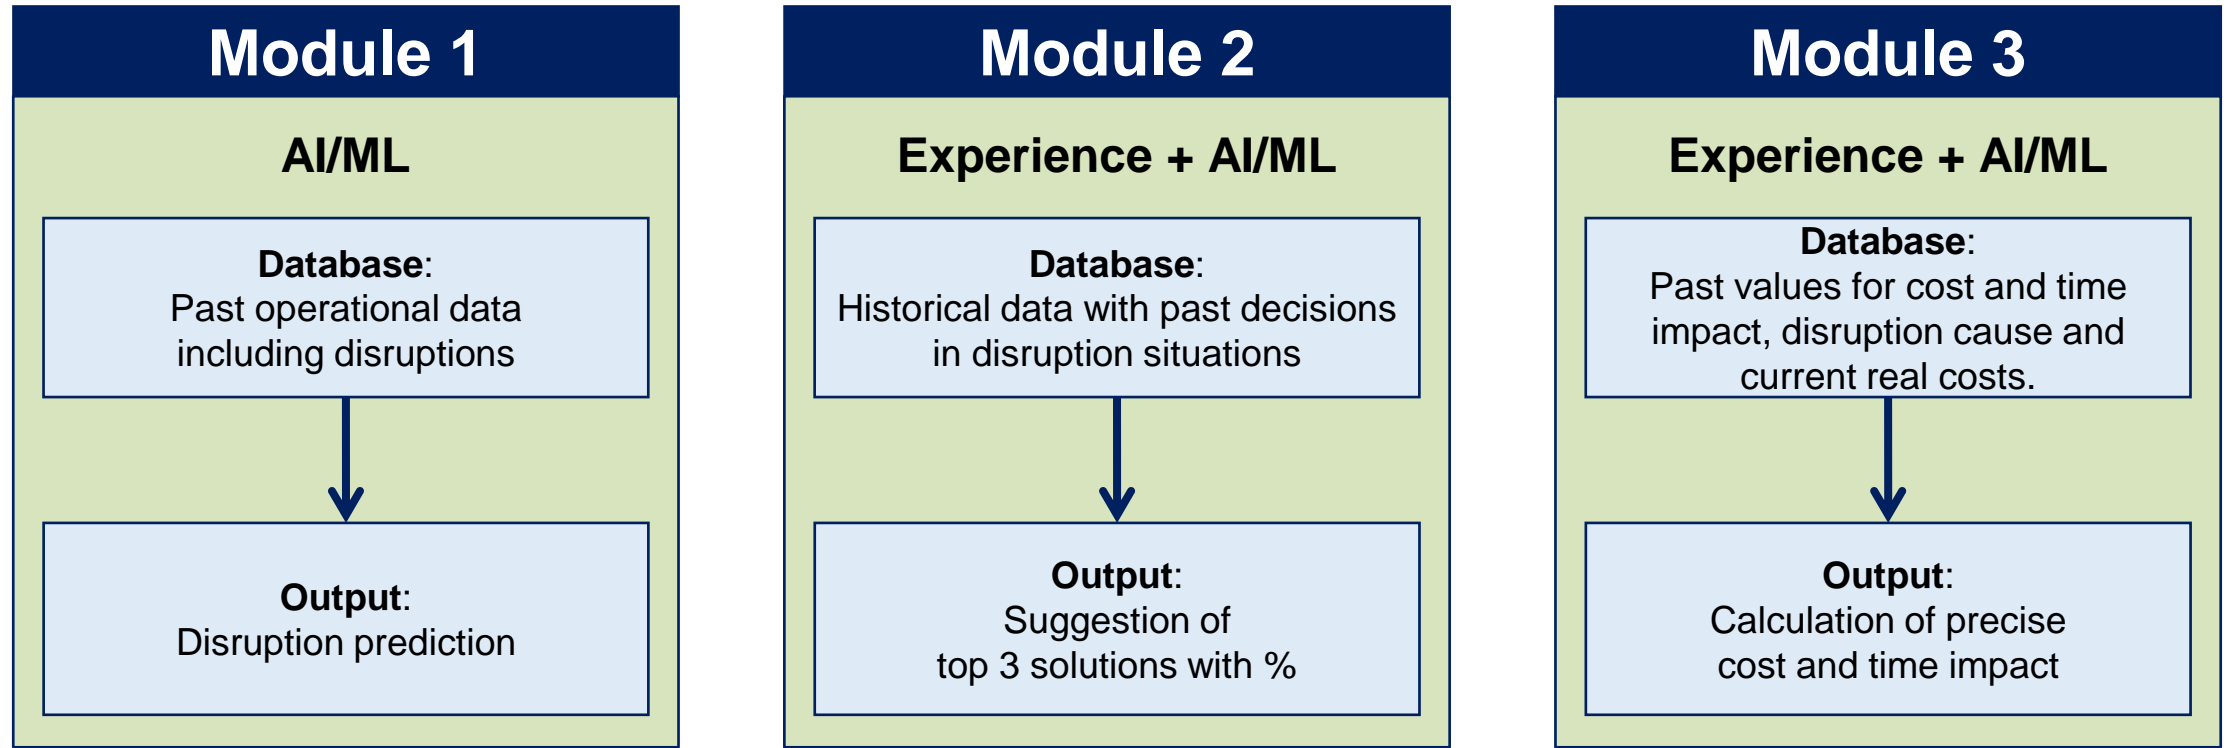 Module 1
AI/ML
Database:
Past operational data
including disruptions
Output:
Disruption prediction
Module 2
Experience + AI/ML
Database:
Historical data with past decisions
in disruption situations
Output:
Suggestion of
top 3 solutions with %
Module 3
Experience + AI/ML
Database:
Past values for cost and time
impact, disruption cause and
current real costs.
Output:
Calculation of precise
cost and time impact